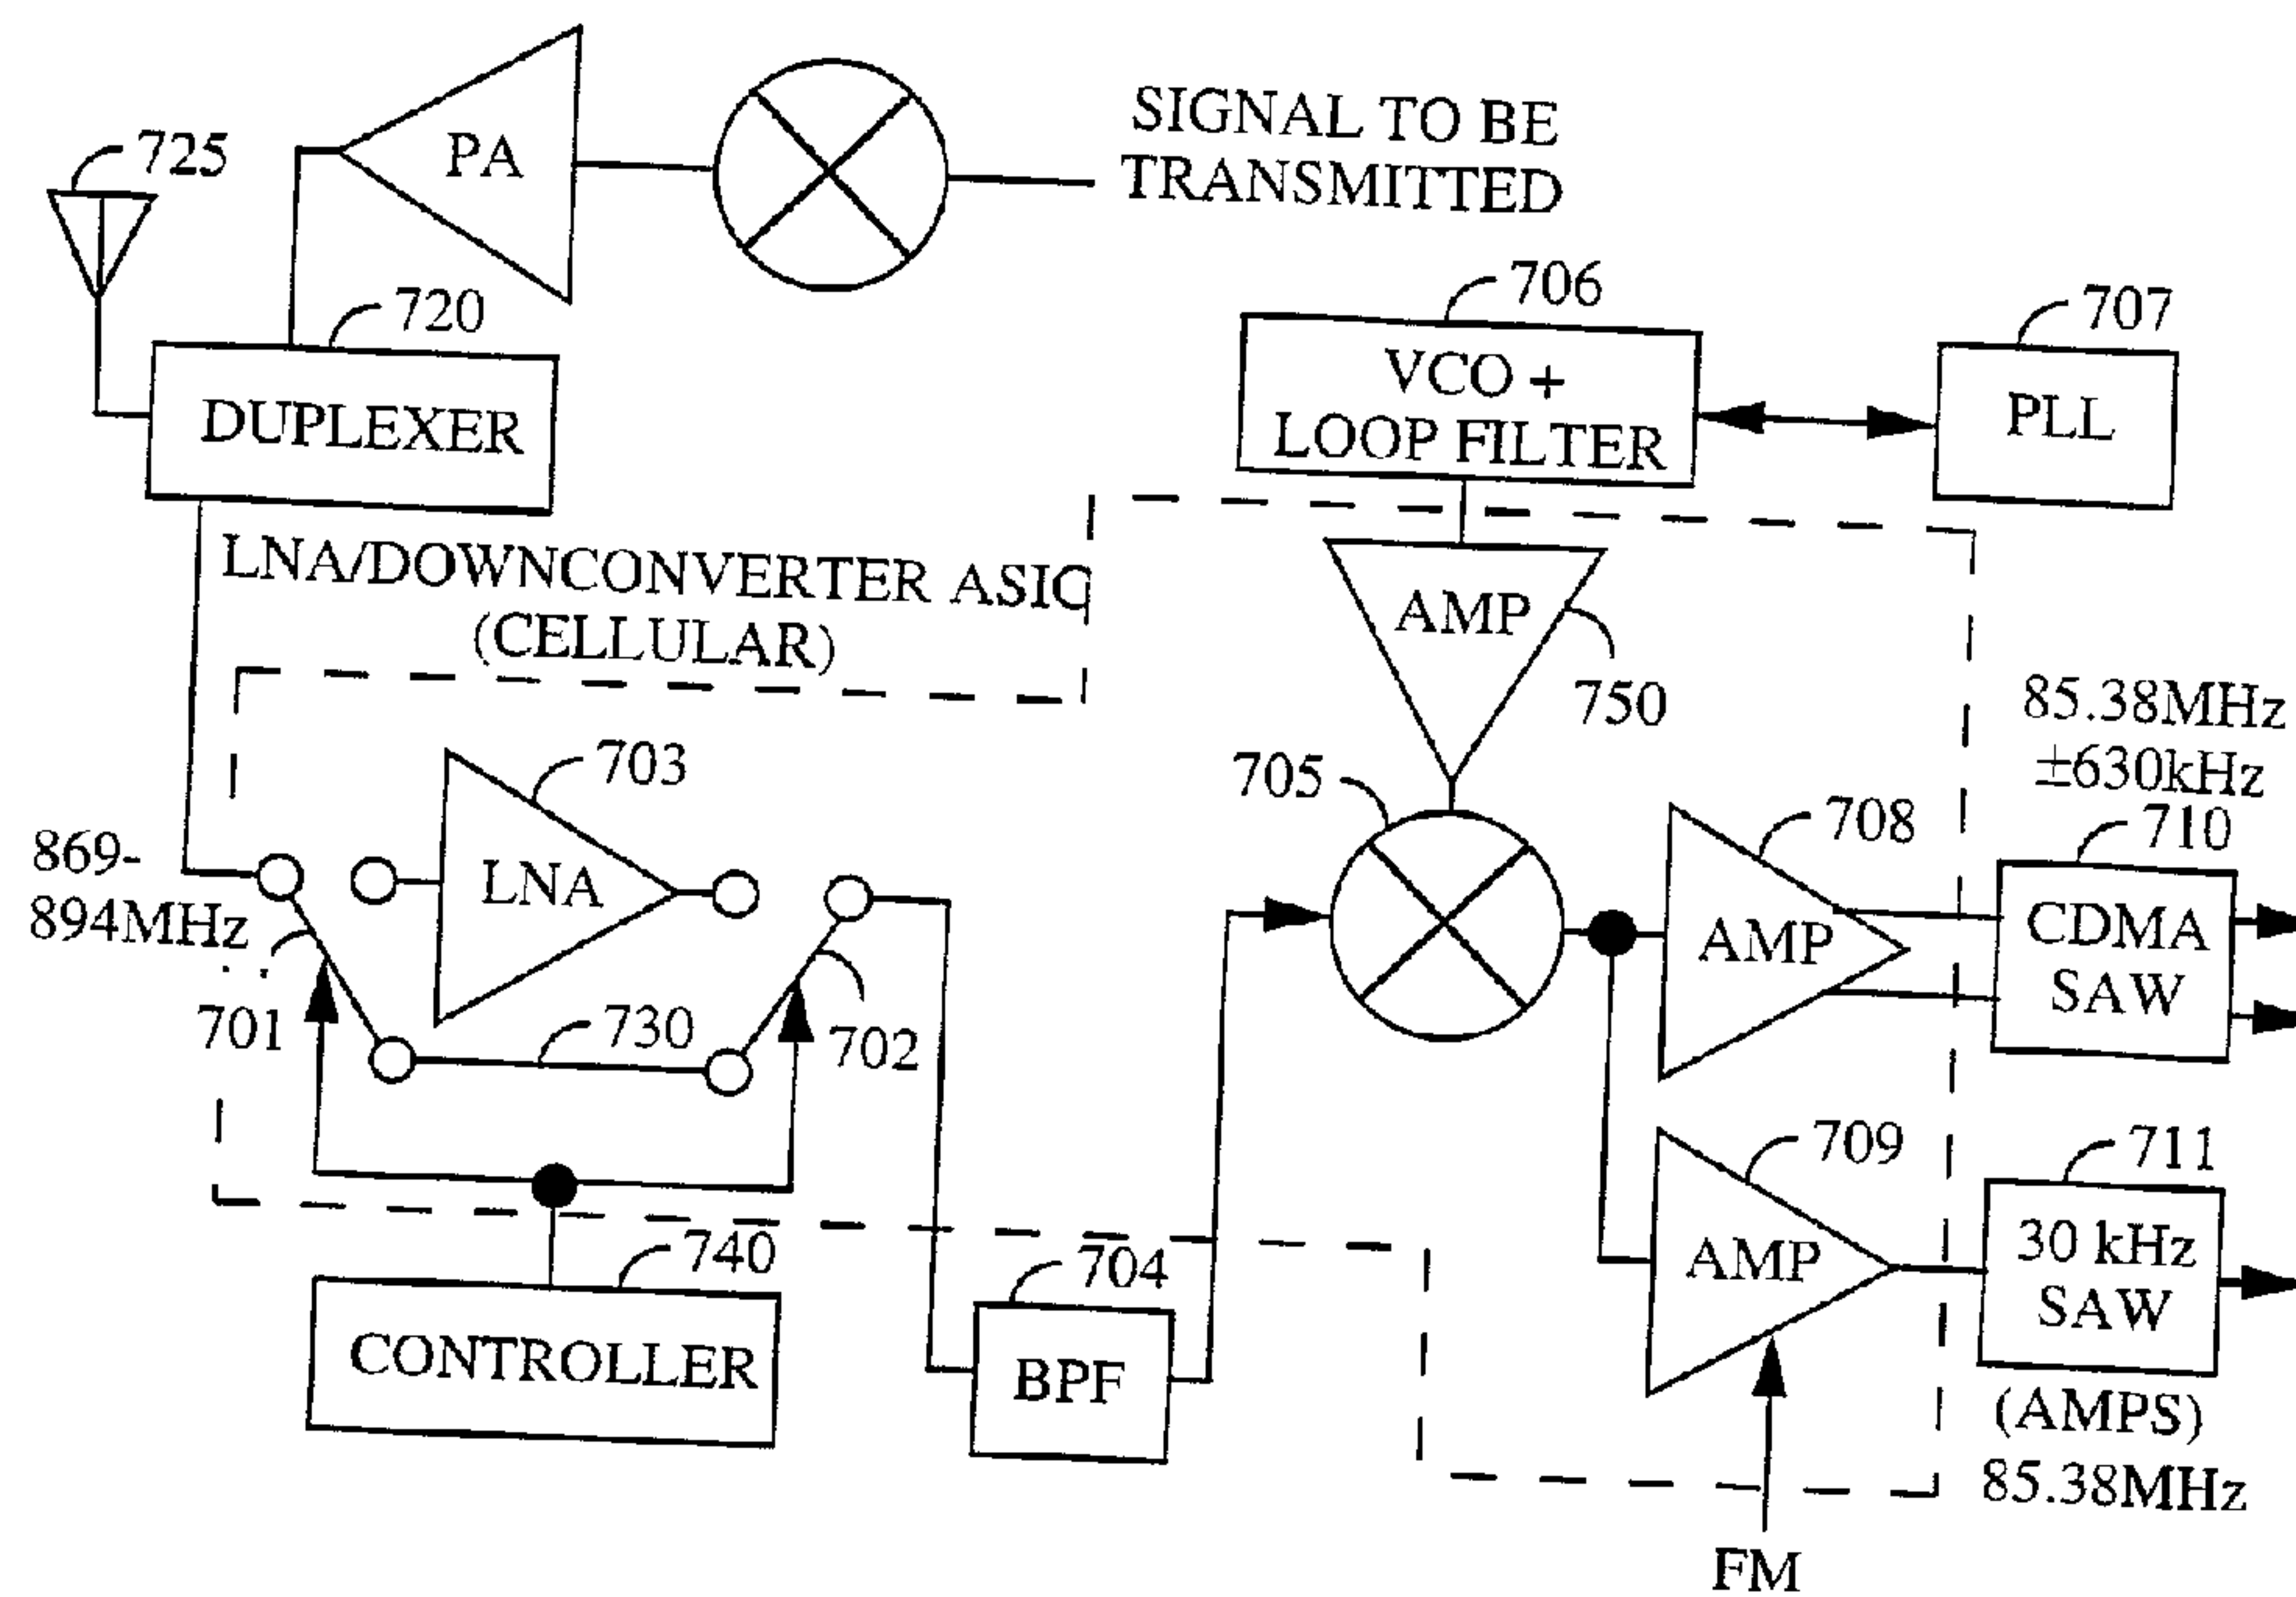 SIGNAL TO BE
TRANSMITTED
PA
725
720
DUPLEXER
706
VCO +
LOOP FILTER
707
PLL
LNA/DOWNCONVERTER ASIC
(CELLULAR)
AMP
750
85.38MHz
±630kHz
703
LNA
869-
894MHz
701
730
702
705
708
AMP
710
CDMA
SAW
709
AMP
711
30 kHz
SAW
(AMPS)
85.38MHz
740
CONTROLLER
704
BPF
FM